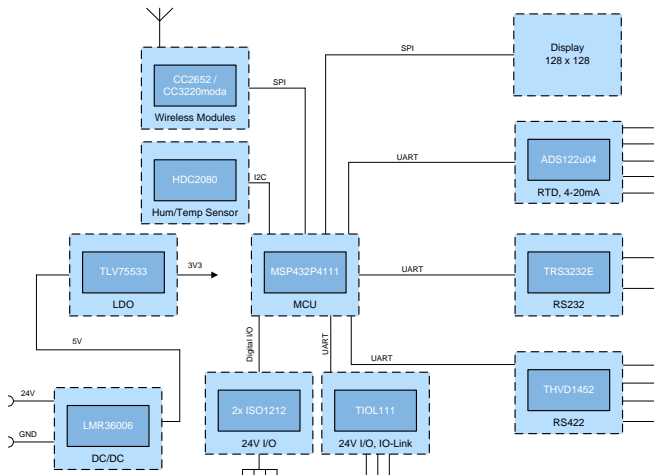 CC2652 /
CC3220moda
Wireless Modules
SPI
SPI
Display
128 x 128
HDC2080
Hum/Temp Sensor
I2C
UART
ADS122u04
RTD, 4-20mA
TLV75533
LDO
3V3
MSP432P4111
MCU
UART
TRS3232E
RS232
5V
Digital I/O
UART
UART
24V
GND
LMR36006
DC/DC
2x ISO1212
24V I/O
TIOL111
24V I/O, IO-Link
THVD1452
RS422